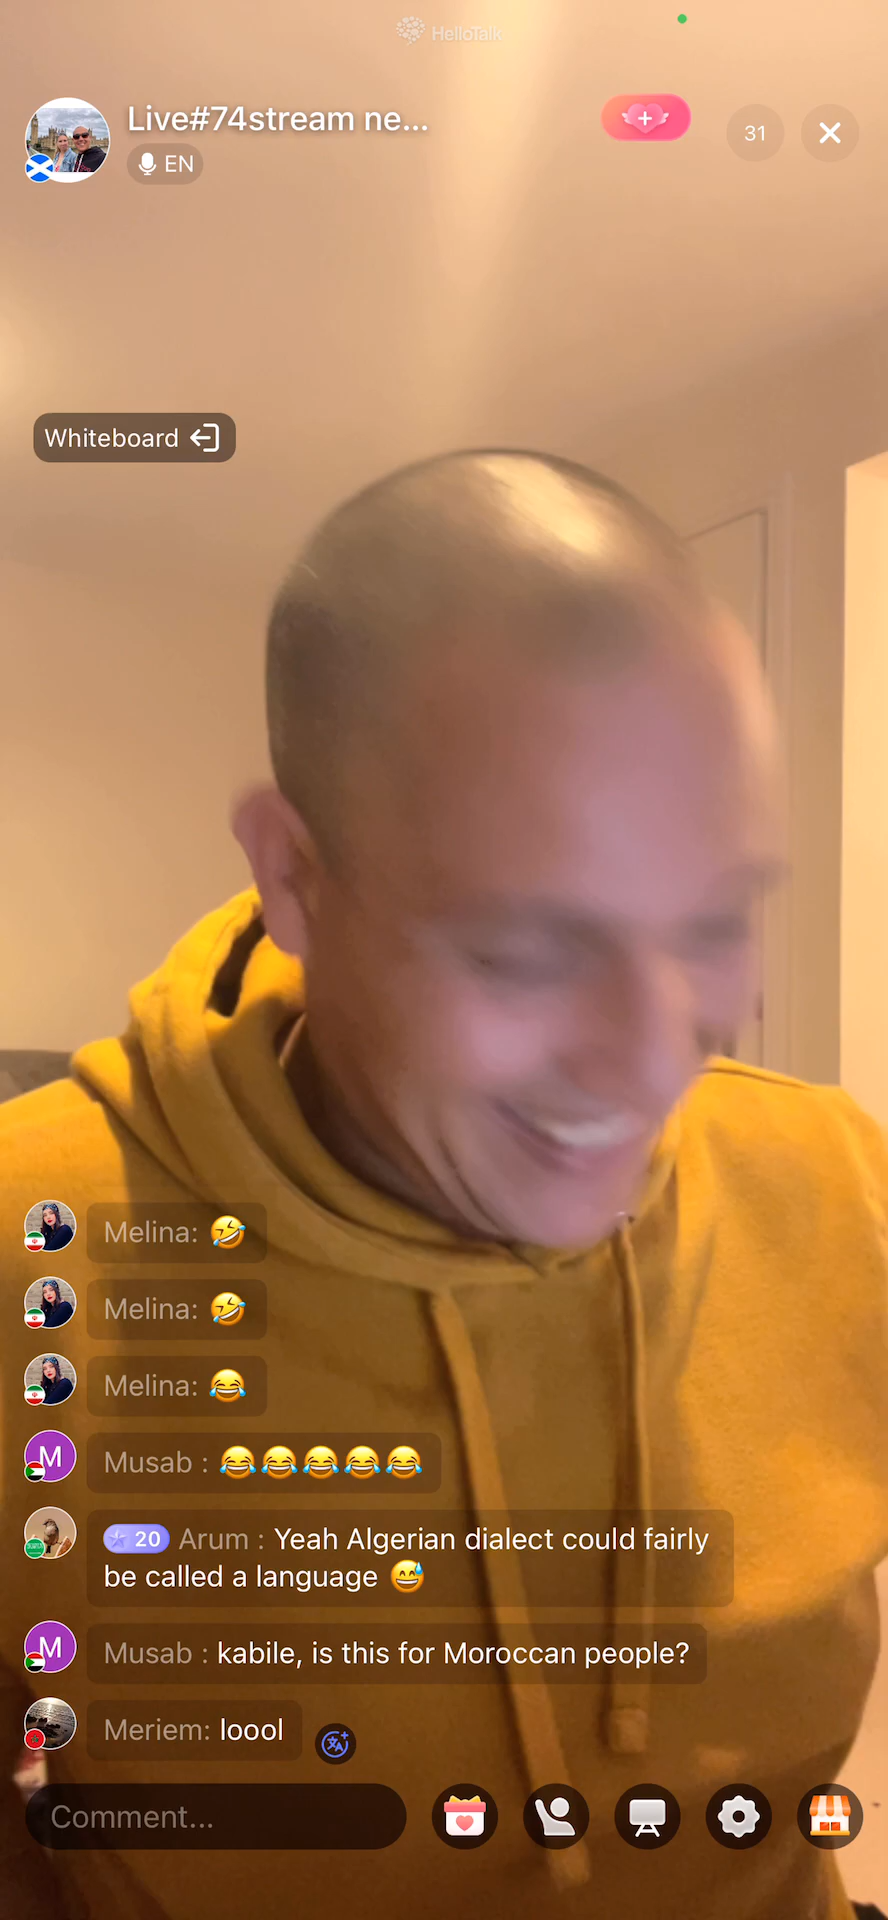 HelloTalk
Live#74stream ne...
31
EN
Whiteboard
Melina: 🤣
Melina: 🤣
Melina: 😂
M
Musab : 😂😂😂😂😂
20 Arum : Yeah Algerian dialect could fairly
be called a language 😅
M
Musab : kabile, is this for Moroccan people?
Meriem: loool
Comment...